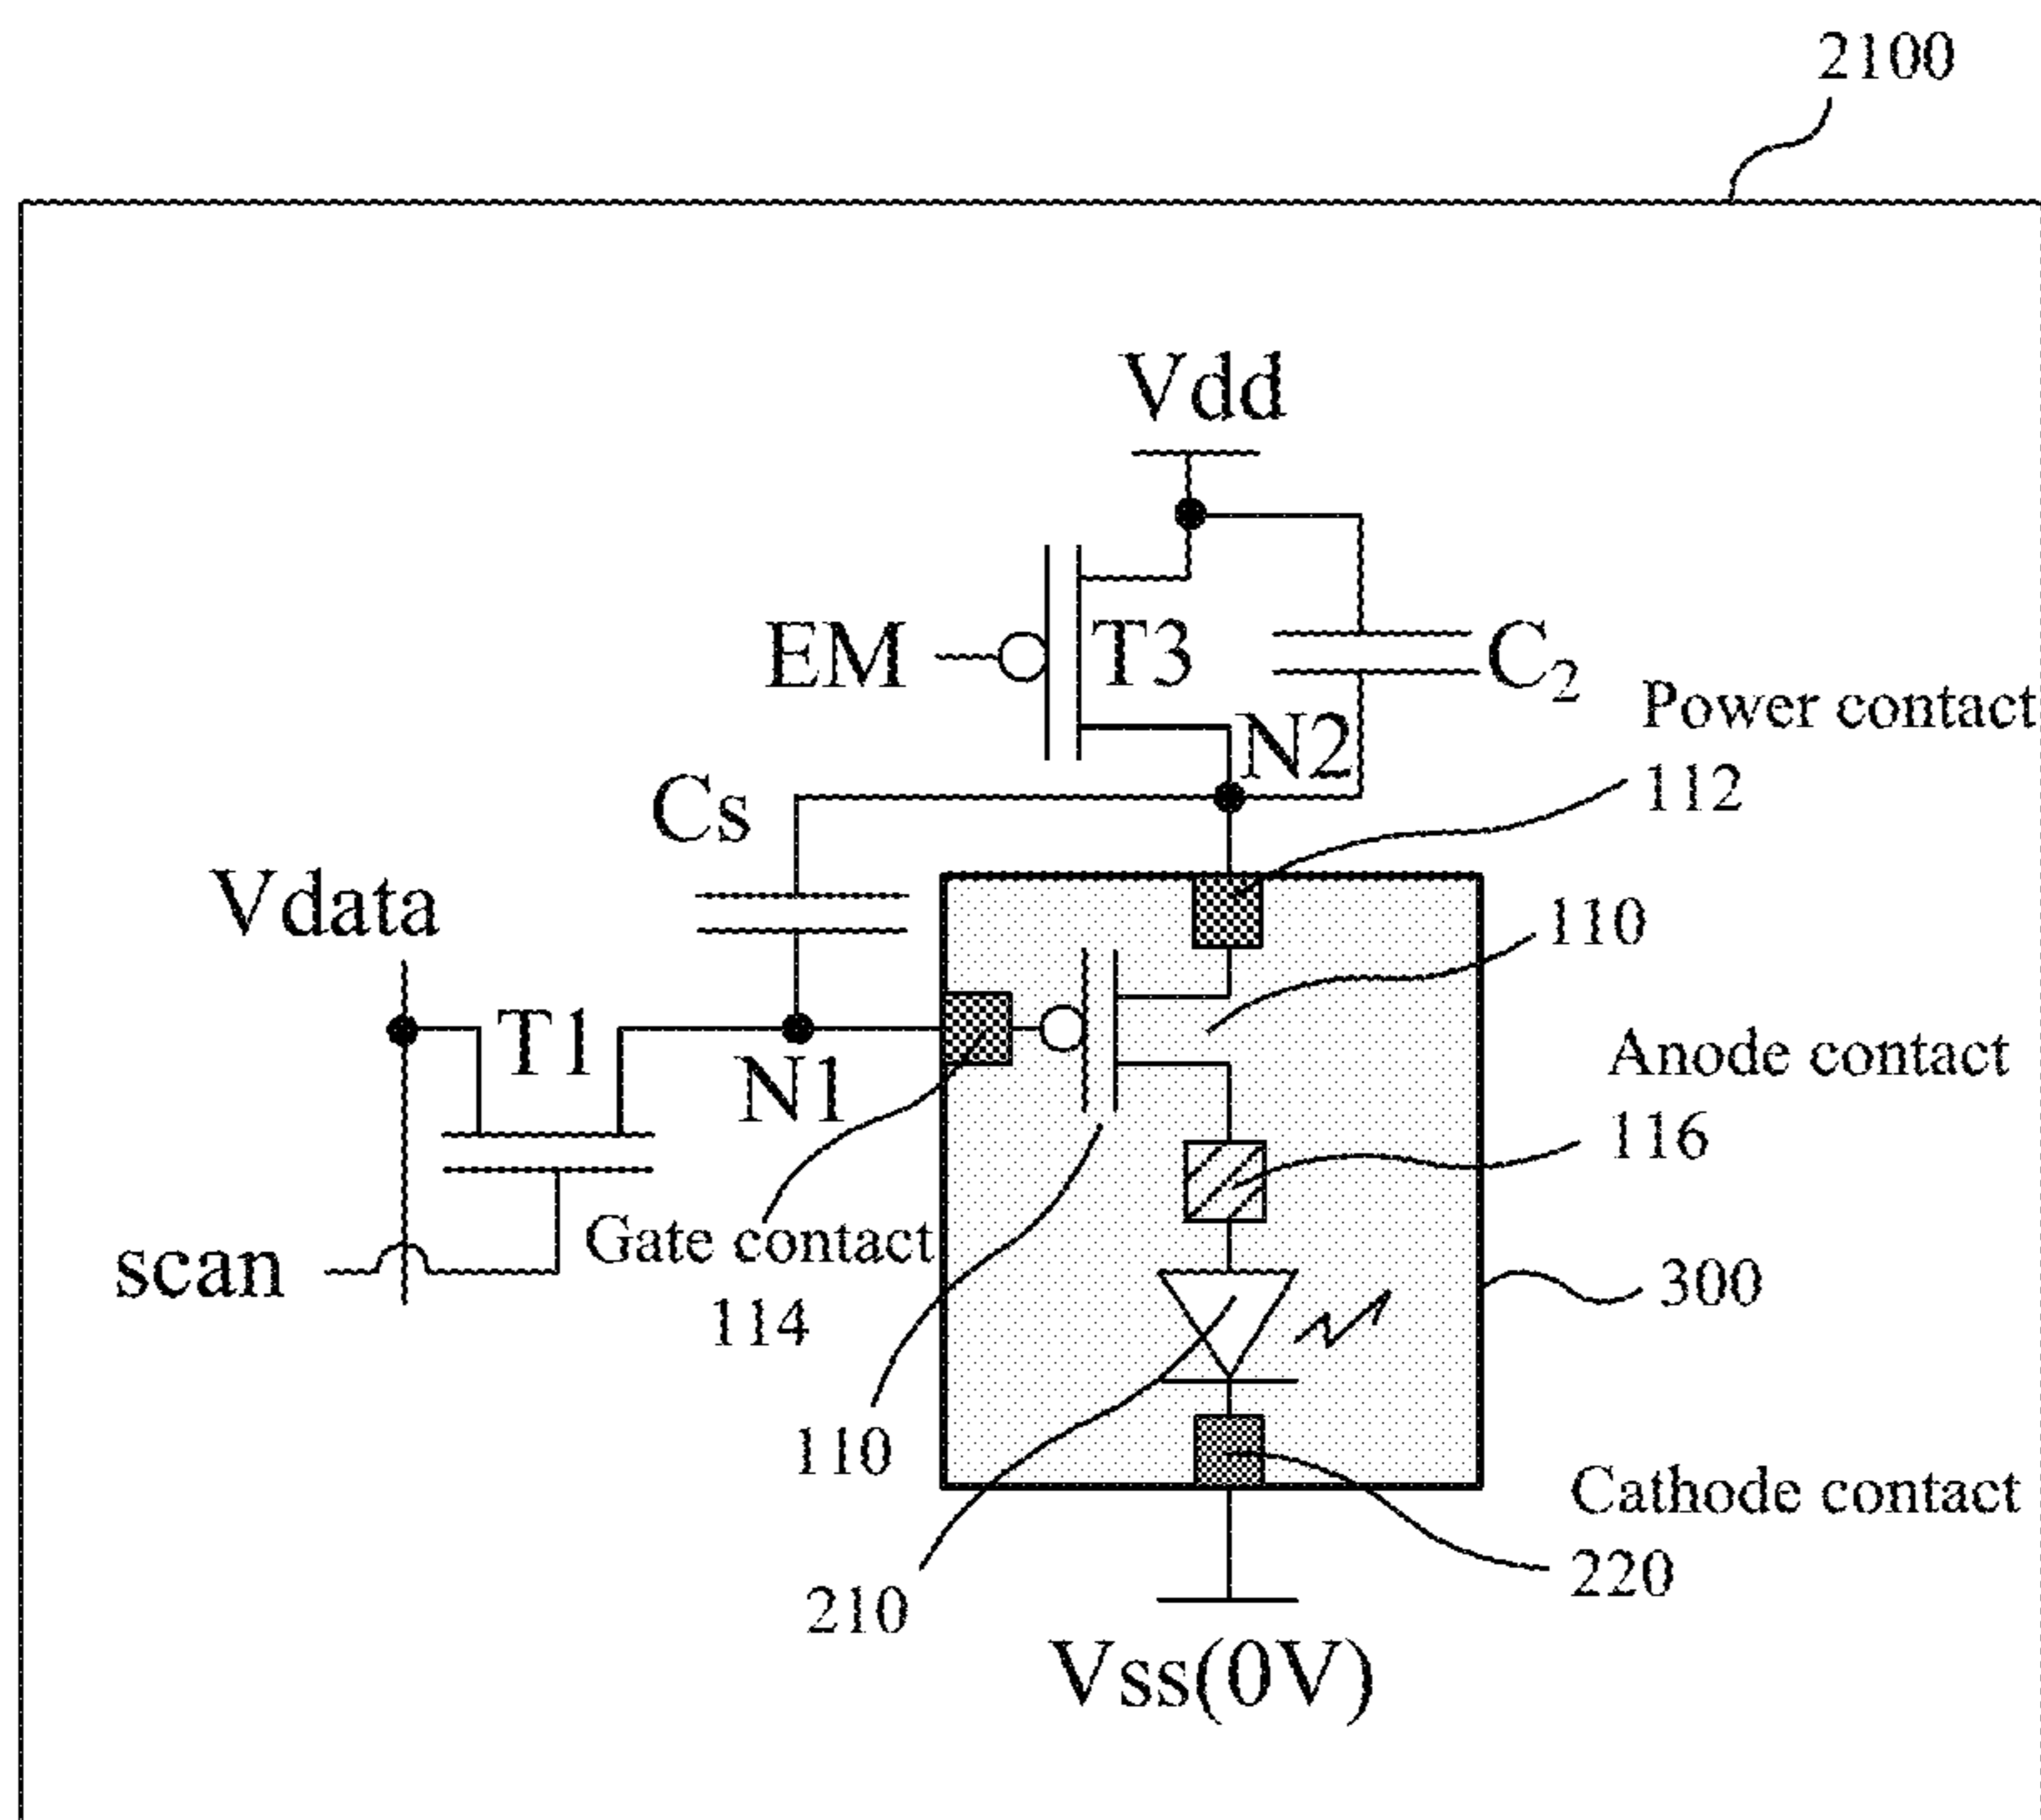 2100
Vdd
EM
T3
C₂
Power contact
112
N2
Cs
Vdata
110
T1
N1
Anode contact
116
Gate contact
114
scan
300
110
Cathode contact
220
210
Vss(0V)